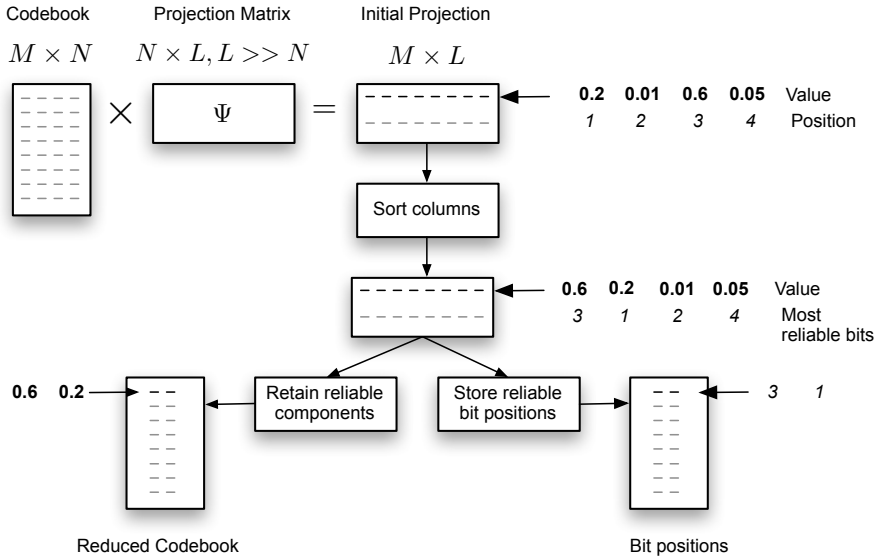 Codebook Projection Matrix Initial Projection
M × N N × L, L >> N M × L
0.2 0.01 0.6 0.05 Value
× Ψ =
1 2 3 4 Position
Sort columns
0.6 0.2 0.01 0.05 Value
3 1 2 4 Most
reliable bits
0.6 0.2 Retain reliable Store reliable 3 1
components bit positions
Reduced Codebook Bit positions